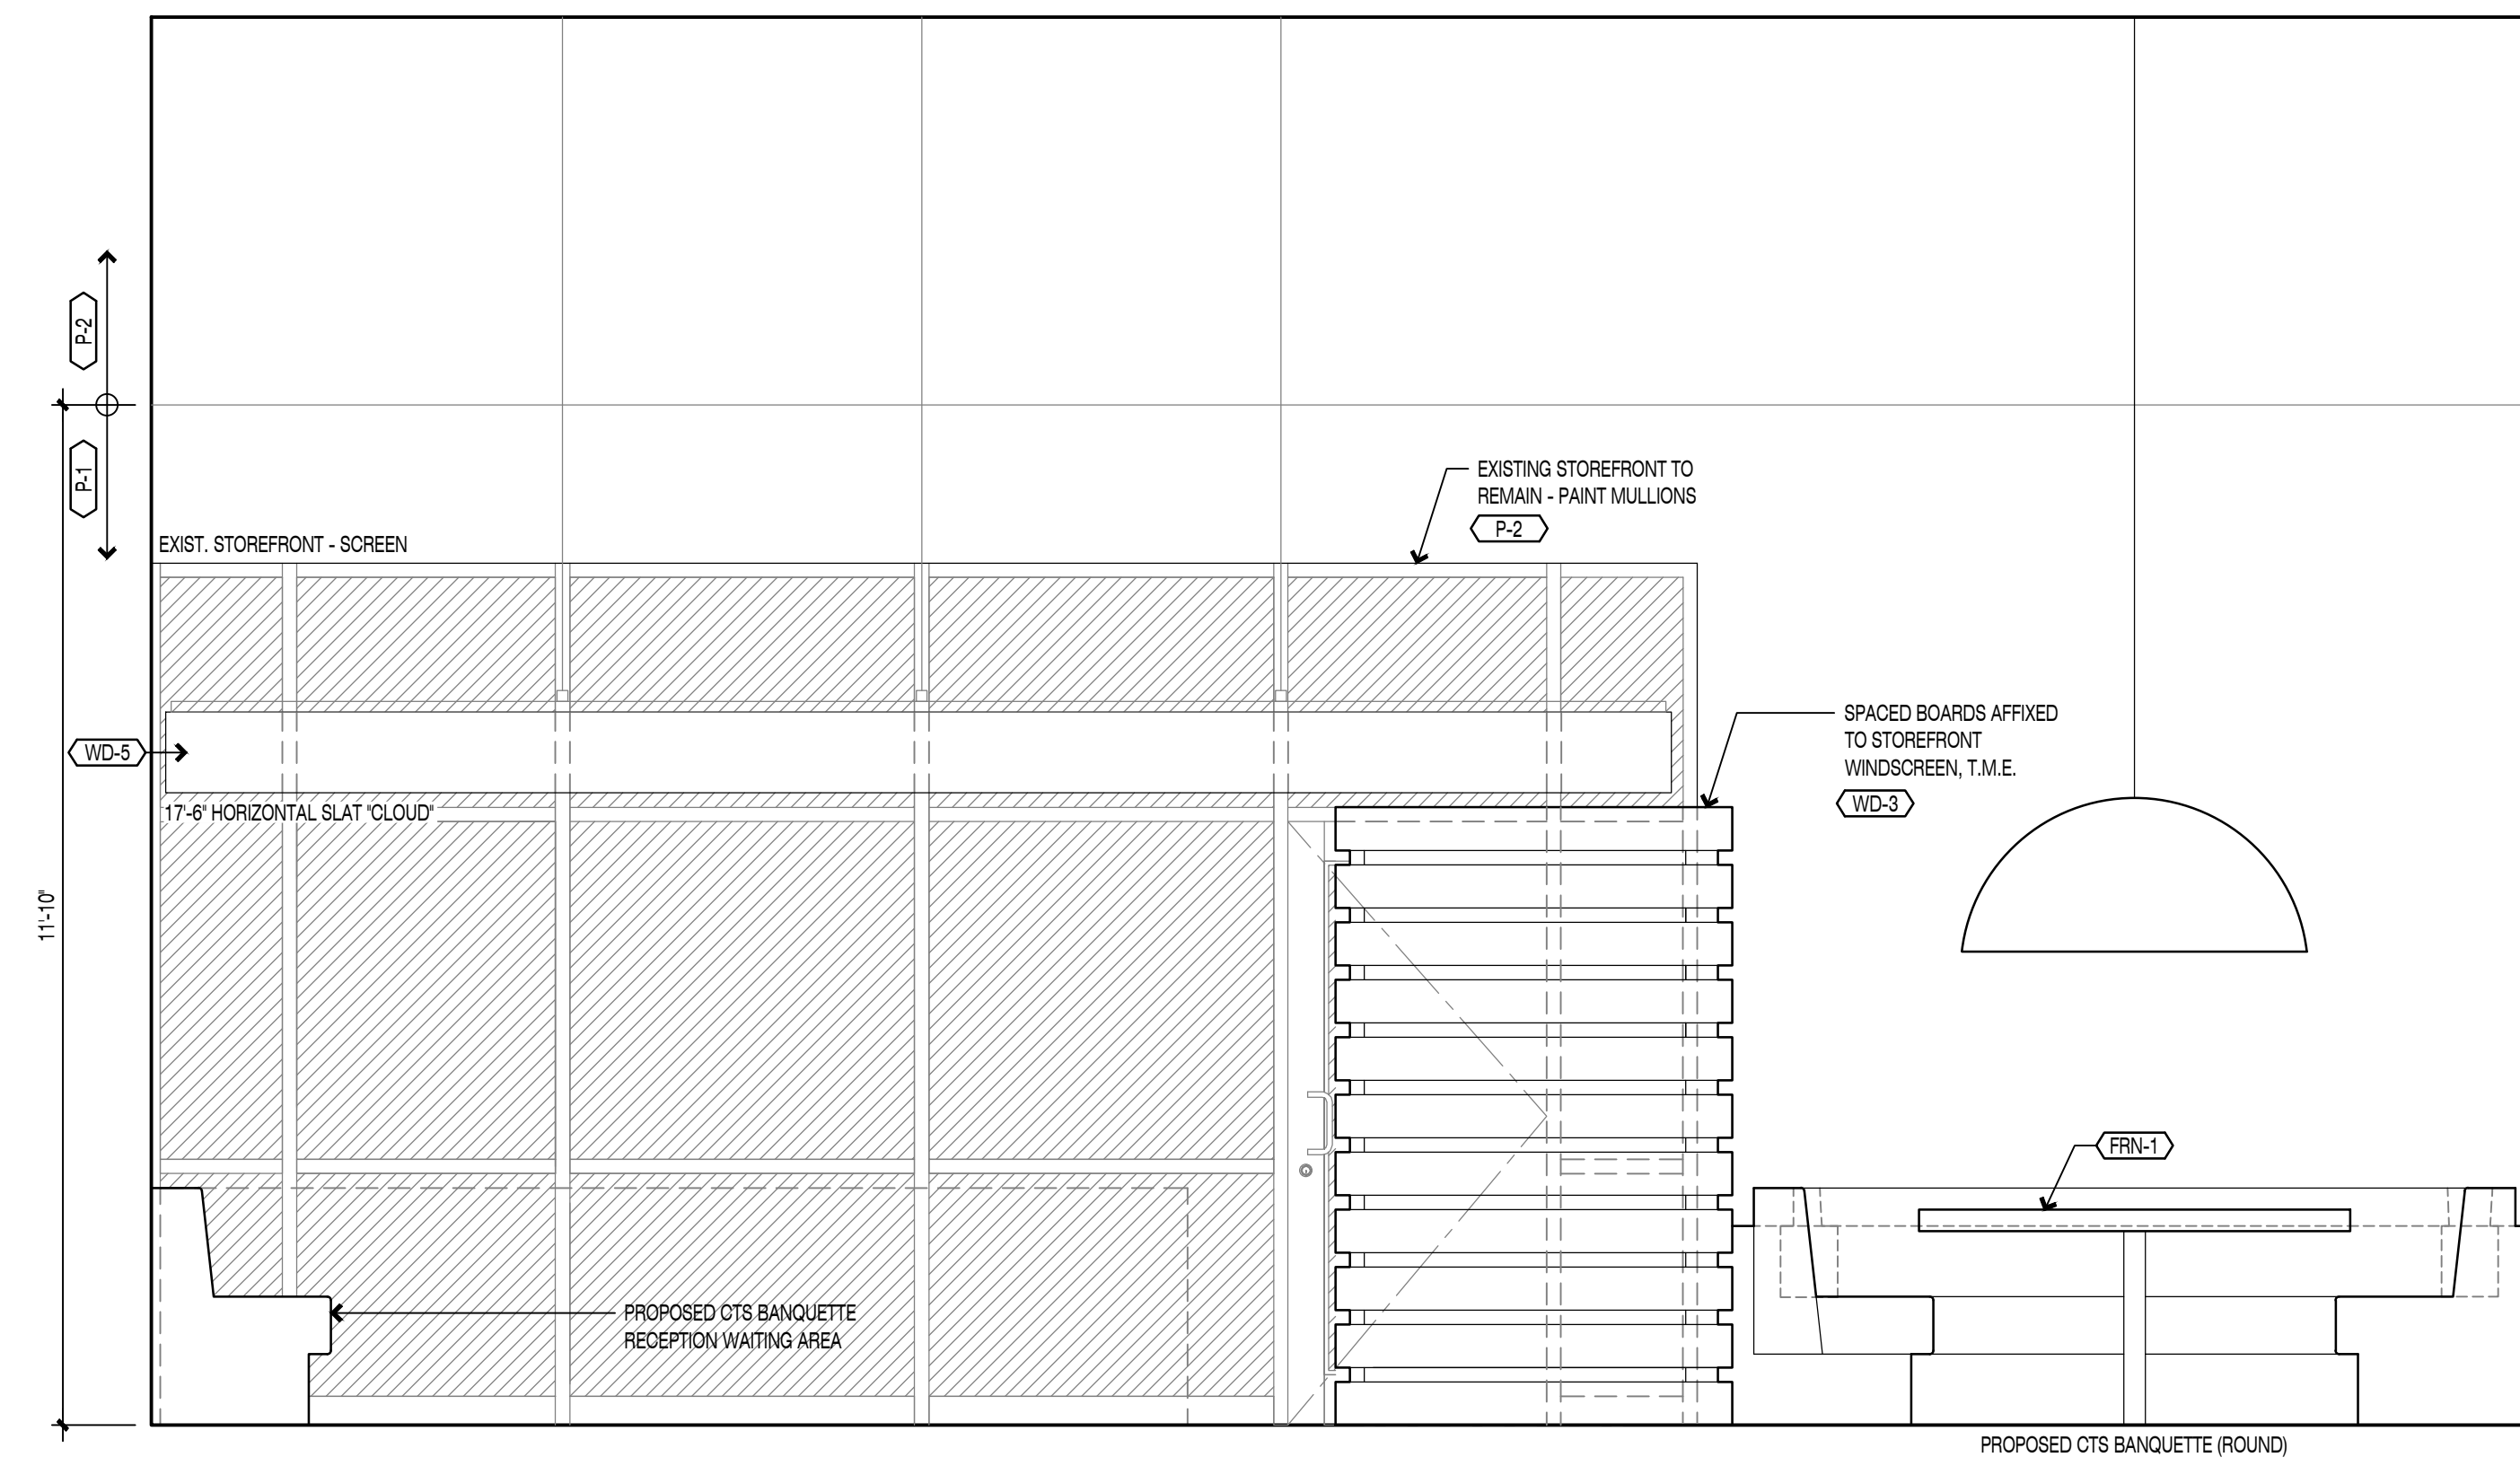 P-2
P-1
EXISTING STOREFRONT TO
REMAIN - PAINT MULLIONS
P-2
EXIST. STOREFRONT - SCREEN
SPACED BOARDS AFFIXED
TO STOREFRONT
WINDSCREEN, T.M.E.
WD-3
WD-5
17'-6" HORIZONTAL SLAT "CLOUD"
11'-10"
FRN-1
PROPOSED CTS BANQUETTE
RECEPTION WAITING AREA
PROPOSED CTS BANQUETTE (ROUND)